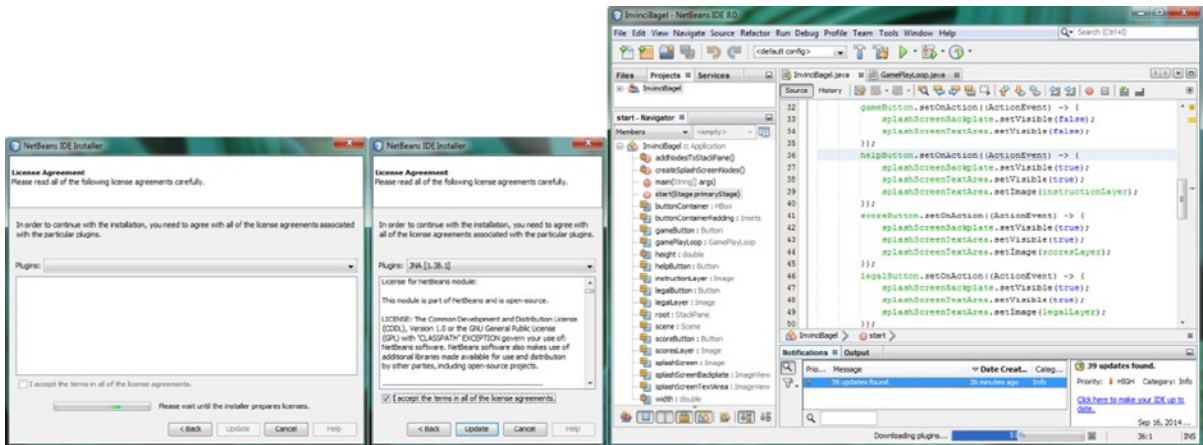 NetBeans IDE Installer
License Agreement
Please read all of the following license agreements carefully.
In order to continue with the installation, you need to agree with all of the license agreements associated
with the particular plugins.
Plugins:
I accept the terms in all of the license agreements.
Please wait until the installer prepares licenses.
< Back Update Cancel Help
NetBeans IDE Installer
License Agreement
Please read all of the following license agreements carefully.
In order to continue with the installation, you need to agree with
all of the license agreements associated with the particular plugins.
Plugins: JNA [1.38.1]
License for NetBeans module:
This module is part of NetBeans and is open-source.
LICENSE: The Common Development and Distribution License
(CDDL), Version 1.0 or the GNU General Public License
(GPL) with "CLASSPATH" EXCEPTION govern your use of:
NetBeans software. NetBeans software also makes use of
additional libraries made available for use and distribution
by other parties, including open-source projects.
I accept the terms in all of the license agreements.
< Back Update Cancel Help
InvinciBagel - NetBeans IDE 8.0
File Edit View Navigate Source Refactor Run Debug Profile Team Tools Window Help
Search (Ctrl+I)
<default config>
Files Projects Services
InvinciBagel
start - Navigator
Members <empty>
InvinciBagel :: Application
addNodesToStackPane()
createSplashScreenNodes()
main(String[] args)
start(Stage primaryStage)
buttonContainer : HBox
buttonContainerPadding : Insets
gameButton : Button
gamePlayLoop : GamePlayLoop
height : double
helpButton : Button
instructionLayer : Image
legalButton : Button
legalLayer : Image
root : StackPane
scene : Scene
scoreButton : Button
scoresLayer : Image
splashScreen : Image
splashScreenBackplate : ImageView
splashScreenTextArea : ImageView
width : double
InvinciBagel.java GamePlayLoop.java
Source History
32 gameButton.setOnAction((ActionEvent) -> {
33 splashScreenBackplate.setVisible(false);
34 splashScreenTextArea.setVisible(false);
35 });
36 helpButton.setOnAction((ActionEvent) -> {
37 splashScreenBackplate.setVisible(true);
38 splashScreenTextArea.setVisible(true);
39 splashScreenTextArea.setImage(instructionLayer);
40 });
41 scoreButton.setOnAction((ActionEvent) -> {
42 splashScreenBackplate.setVisible(true);
43 splashScreenTextArea.setVisible(true);
44 splashScreenTextArea.setImage(scoresLayer);
45 });
46 legalButton.setOnAction((ActionEvent) -> {
47 splashScreenBackplate.setVisible(true);
48 splashScreenTextArea.setVisible(true);
49 splashScreenTextArea.setImage(legalLayer);
50 });
InvinciBagel start
Notifications Output
Prio... Message Date Creat... Categ...
39 updates found. 36 minutes ago Info
39 updates found.
Priority: HIGH Category: Info
Click here to make your IDE up to
date.
Sep 16, 2014 ...
Downloading plugins...
36:1 INS